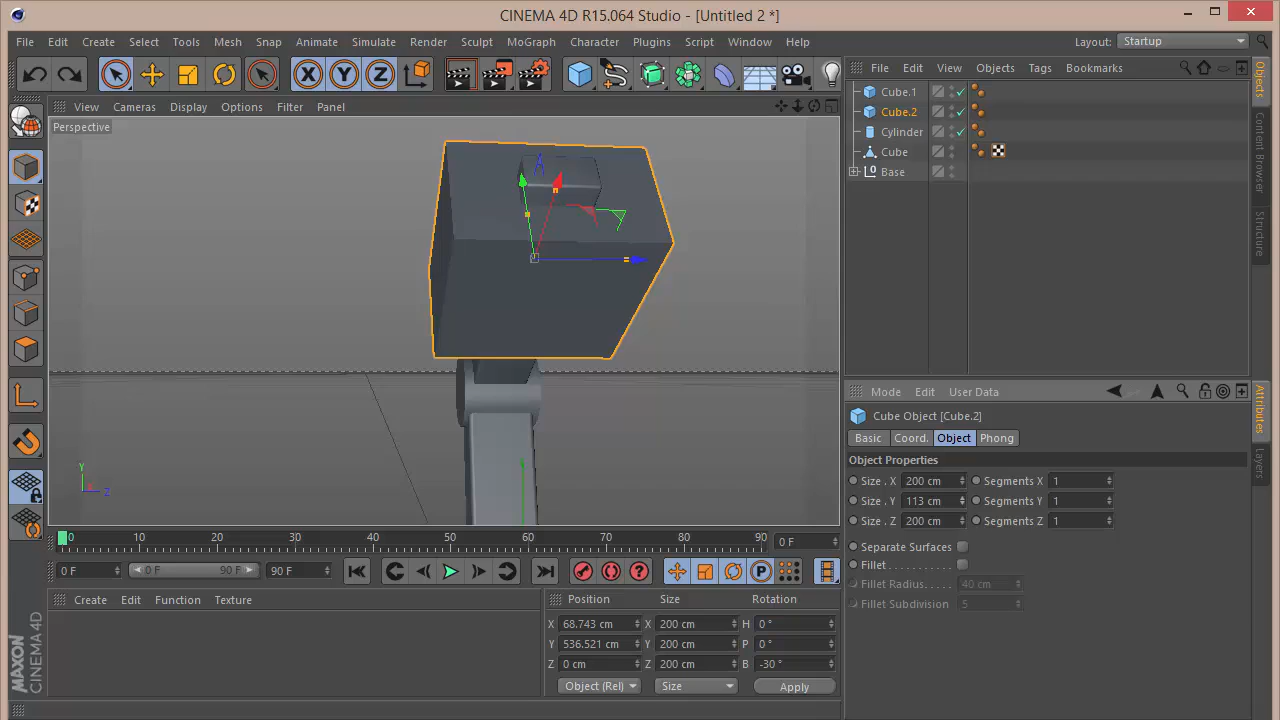 CINEMA 4D R15.064 Studio - [Untitled 2 *]
File Edit Create Select Tools Mesh Snap Animate Simulate Render Sculpt MoGraph Character Plugins Script Window Help Layout: Startup
X Y Z
File Edit View Objects Tags Bookmarks
View Cameras Display Options Filter Panel
Perspective
Cube.1
Cube.2
Cylinder
Cube
Base
Objects
Content Browser
Structure
Mode Edit User Data
Cube Object [Cube.2]
Basic Coord. Object Phong
Object Properties
Size . X 200 cm Segments X 1
Size . Y 113 cm Segments Y 1
Size . Z 200 cm Segments Z 1
Separate Surfaces
Fillet
Fillet Radius 40 cm
Fillet Subdivision 5
Attributes
Layers
Y
X Z
0 10 20 30 40 50 60 70 80 90 0 F
0 F 0 F 90 F 90 F
P
Create Edit Function Texture
Position Size Rotation
X 68.743 cm X 200 cm H 0 °
Y 536.521 cm Y 200 cm P 0 °
Z 0 cm Z 200 cm B -30 °
Object (Rel) Size Apply
MAXON
CINEMA 4D